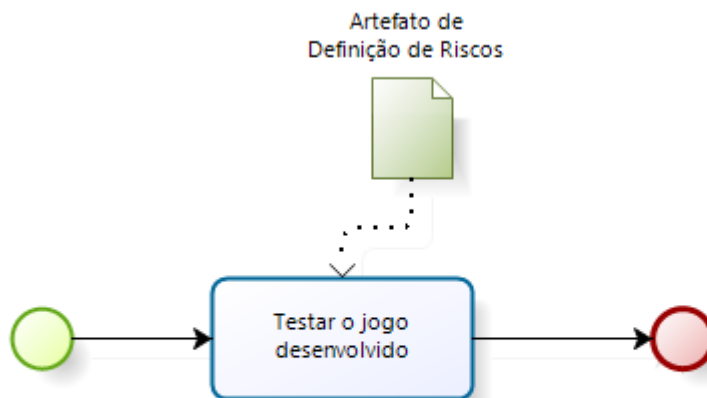 Artefato de
Definição de Riscos
Testar o jogo
desenvolvido